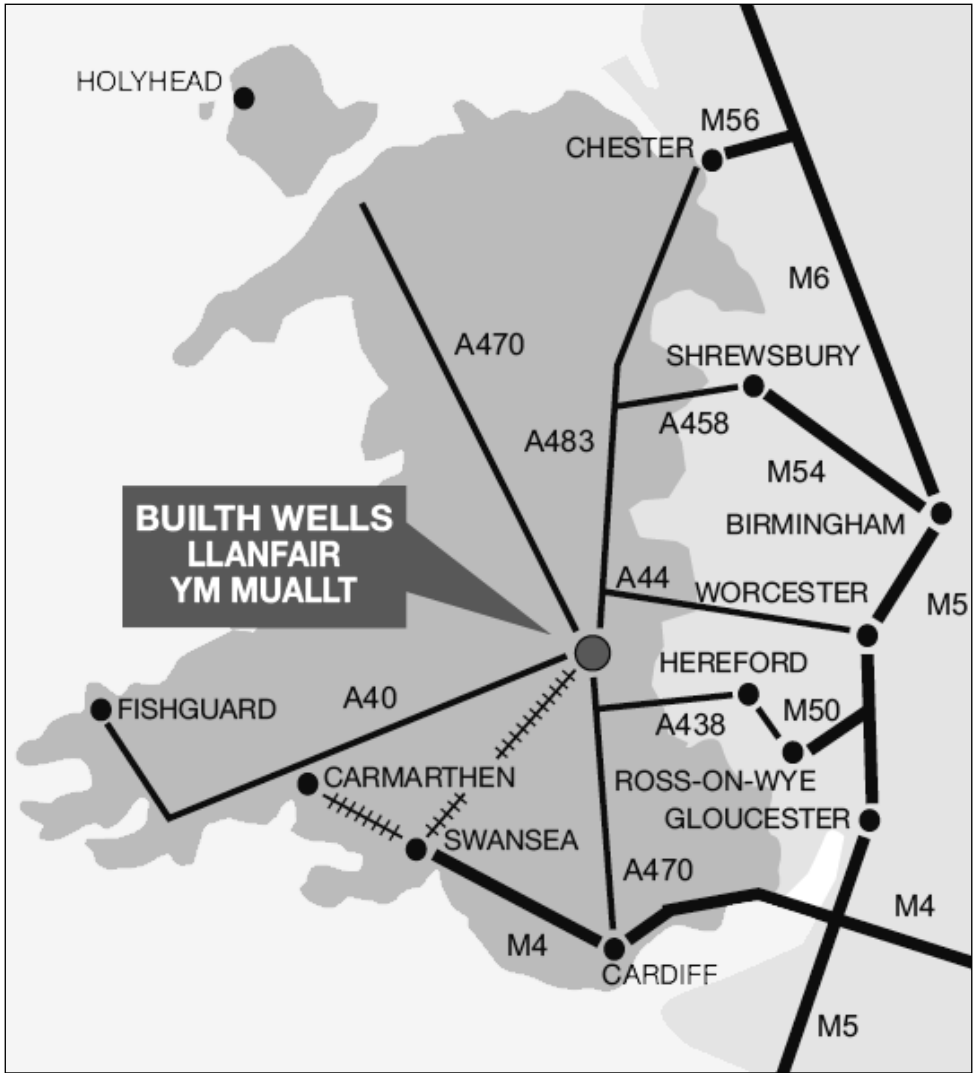 HOLYHEAD
M56
CHESTER
M6
A470
SHREWSBURY
A458
A483
M54
BUILTH WELLS
LLANFAIR
YM MUALLT
BIRMINGHAM
A44
WORCESTER
M5
HEREFORD
A40
FISHGUARD
M50
A438
CARMARTHEN
ROSS-ON-WYE
GLOUCESTER
SWANSEA
A470
M4
M4
CARDIFF
M5